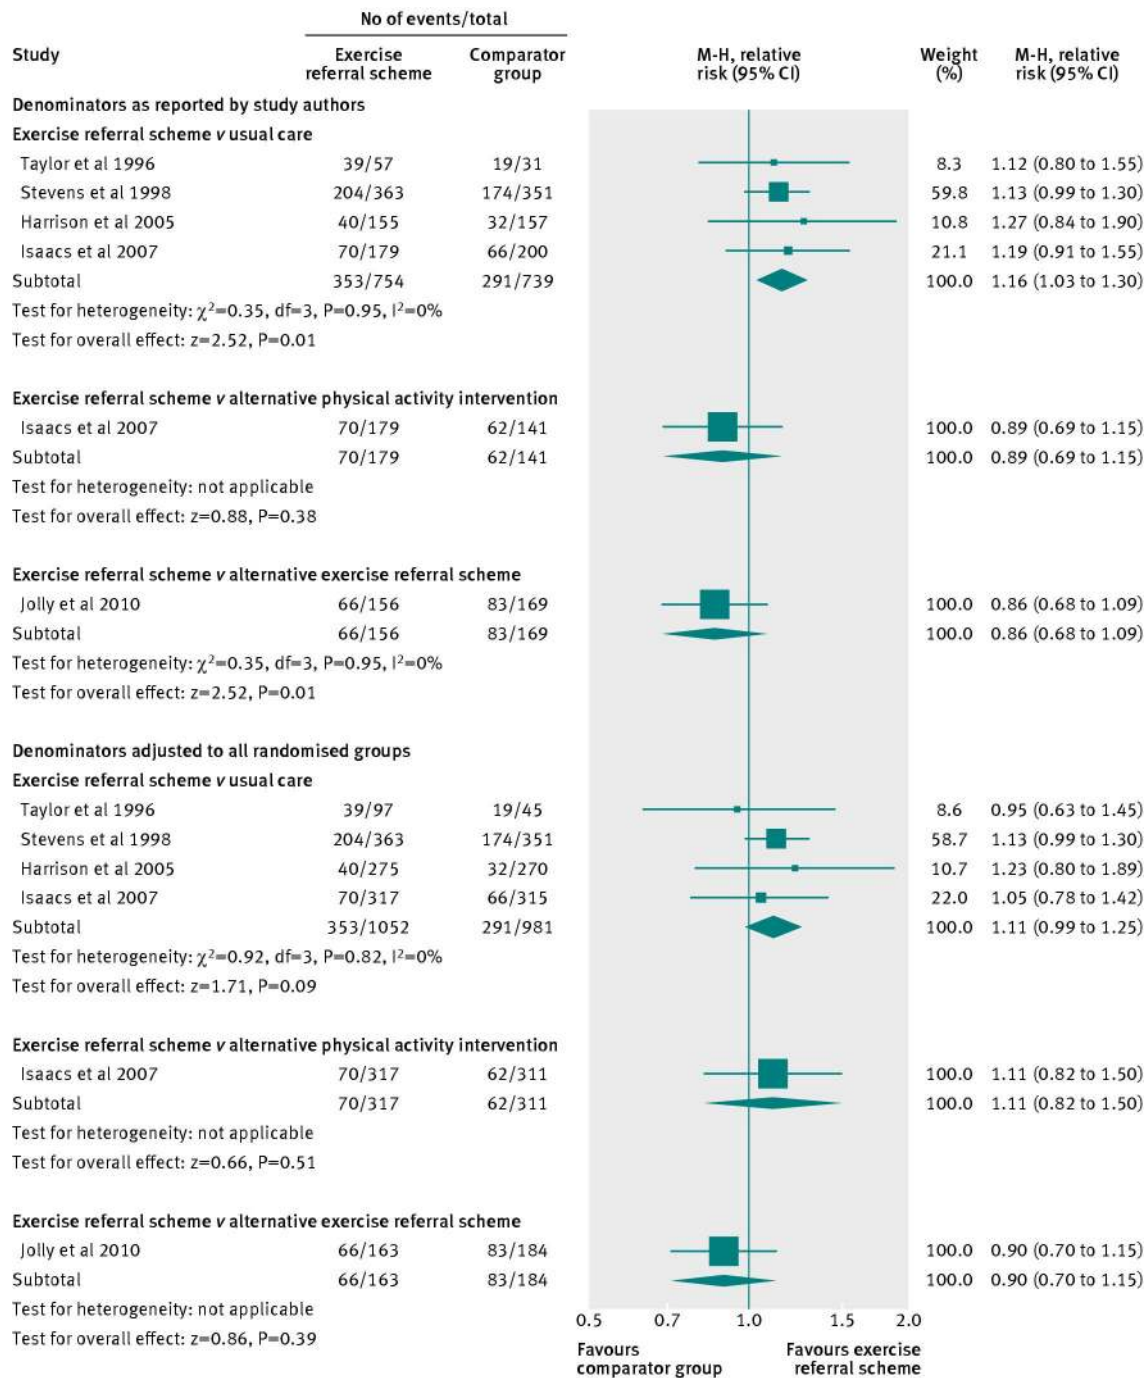 No of events/total
Study Exercise referral scheme Comparator group M-H, relative risk (95% CI) Weight (%) M-H, relative risk (95% CI)
Denominators as reported by study authors
Exercise referral scheme v usual care
Taylor et al 1996 39/57 19/31 8.3 1.12 (0.80 to 1.55)
Stevens et al 1998 204/363 174/351 59.8 1.13 (0.99 to 1.30)
Harrison et al 2005 40/155 32/157 10.8 1.27 (0.84 to 1.90)
Isaacs et al 2007 70/179 66/200 21.1 1.19 (0.91 to 1.55)
Subtotal 353/754 291/739 100.0 1.16 (1.03 to 1.30)
Test for heterogeneity: χ²=0.35, df=3, P=0.95, I²=0%
Test for overall effect: z=2.52, P=0.01
Exercise referral scheme v alternative physical activity intervention
Isaacs et al 2007 70/179 62/141 100.0 0.89 (0.69 to 1.15)
Subtotal 70/179 62/141 100.0 0.89 (0.69 to 1.15)
Test for heterogeneity: not applicable
Test for overall effect: z=0.88, P=0.38
Exercise referral scheme v alternative exercise referral scheme
Jolly et al 2010 66/156 83/169 100.0 0.86 (0.68 to 1.09)
Subtotal 66/156 83/169 100.0 0.86 (0.68 to 1.09)
Test for heterogeneity: χ²=0.35, df=3, P=0.95, I²=0%
Test for overall effect: z=2.52, P=0.01
Denominators adjusted to all randomised groups
Exercise referral scheme v usual care
Taylor et al 1996 39/97 19/45 8.6 0.95 (0.63 to 1.45)
Stevens et al 1998 204/363 174/351 58.7 1.13 (0.99 to 1.30)
Harrison et al 2005 40/275 32/270 10.7 1.23 (0.80 to 1.89)
Isaacs et al 2007 70/317 66/315 22.0 1.05 (0.78 to 1.42)
Subtotal 353/1052 291/981 100.0 1.11 (0.99 to 1.25)
Test for heterogeneity: χ²=0.92, df=3, P=0.82, I²=0%
Test for overall effect: z=1.71, P=0.09
Exercise referral scheme v alternative physical activity intervention
Isaacs et al 2007 70/317 62/311 100.0 1.11 (0.82 to 1.50)
Subtotal 70/317 62/311 100.0 1.11 (0.82 to 1.50)
Test for heterogeneity: not applicable
Test for overall effect: z=0.66, P=0.51
Exercise referral scheme v alternative exercise referral scheme
Jolly et al 2010 66/163 83/184 100.0 0.90 (0.70 to 1.15)
Subtotal 66/163 83/184 100.0 0.90 (0.70 to 1.15)
Test for heterogeneity: not applicable
Test for overall effect: z=0.86, P=0.39
0.5 0.7 1.0 1.5 2.0
Favours comparator group Favours exercise referral scheme